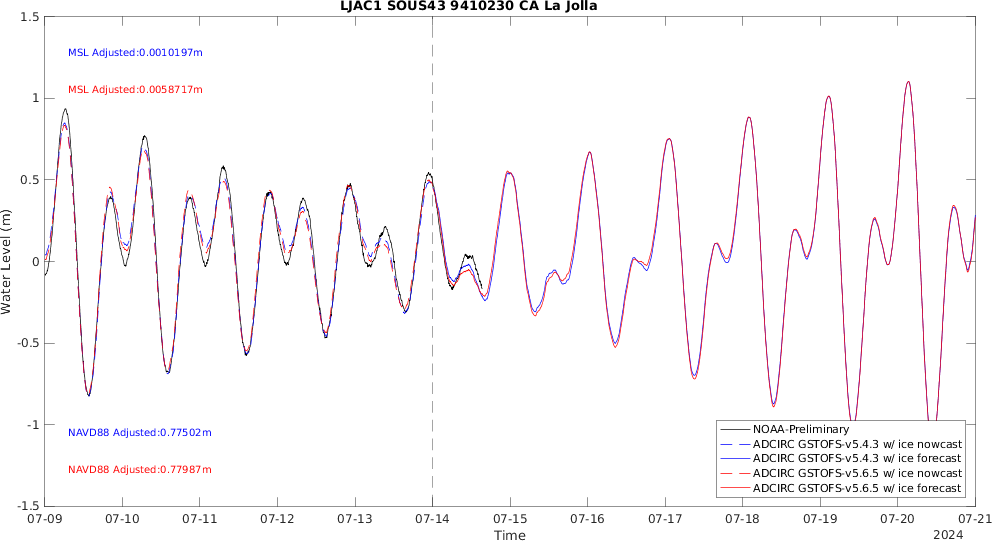 LJAC1 SOUS43 9410230 CA La Jolla
1.5
MSL Adjusted:0.0010197m
MSL Adjusted:0.0058717m
1
0.5
0
-0.5
-1
-1.5
Water Level (m)
NAVD88 Adjusted:0.77502m
NAVD88 Adjusted:0.77987m
NOAA-Preliminary
ADCIRC GSTOFS-v5.4.3 w/ ice nowcast
ADCIRC GSTOFS-v5.4.3 w/ ice forecast
ADCIRC GSTOFS-v5.6.5 w/ ice nowcast
ADCIRC GSTOFS-v5.6.5 w/ ice forecast
07-09 07-10 07-11 07-12 07-13 07-14 07-15 07-16 07-17 07-18 07-19 07-20 07-21
Time
2024